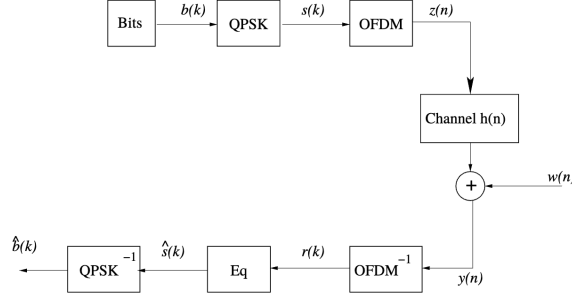 b(k) s(k) z(n)
Bits QPSK OFDM
Channel h(n)
+ w(n)
b̂(k) ŝ(k) r(k)
QPSK⁻¹ Eq OFDM⁻¹
y(n)